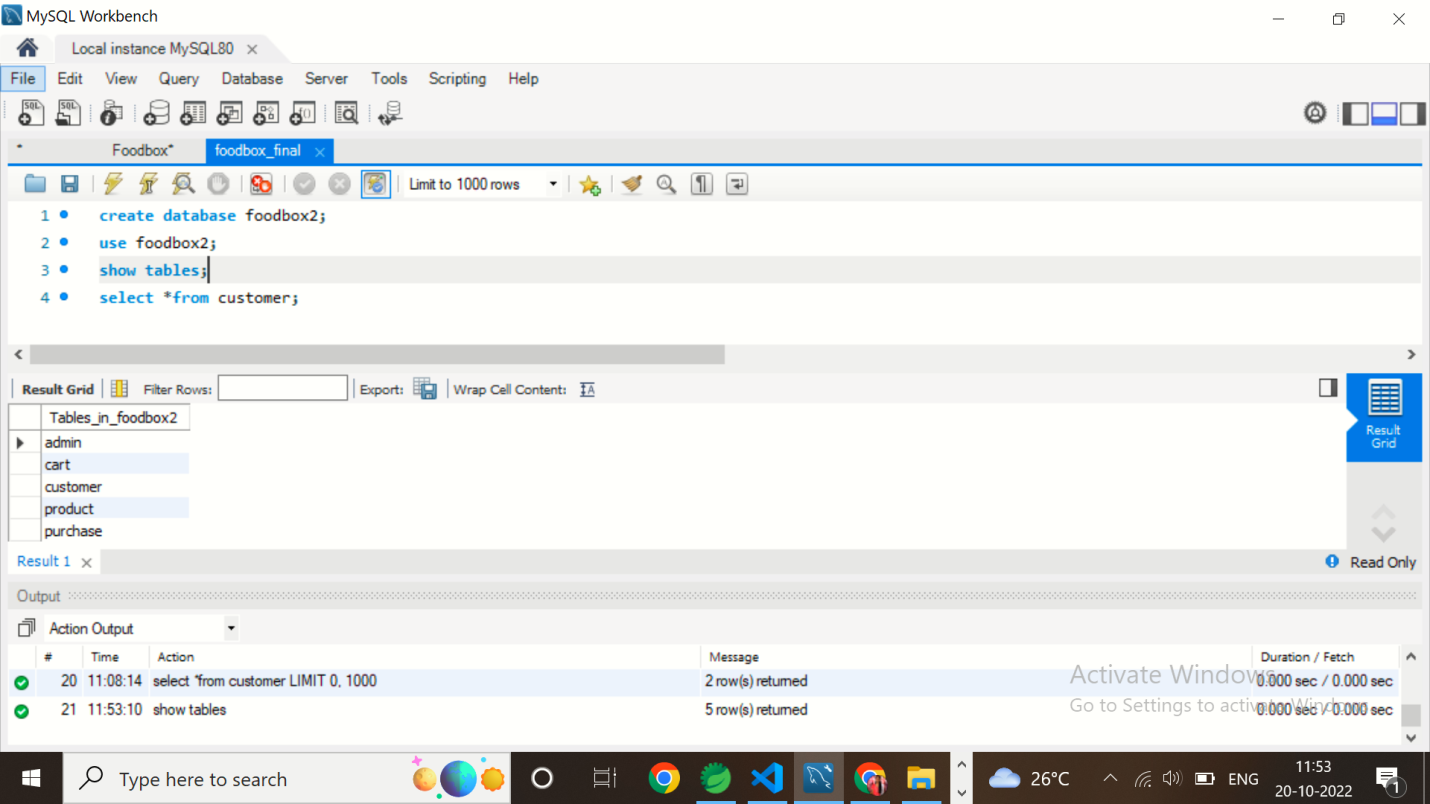 MySQL Workbench
Local instance MySQL80
File Edit View Query Database Server Tools Scripting Help
* Foodbox* foodbox_final
Limit to 1000 rows
1 create database foodbox2;
2 use foodbox2;
3 show tables;
4 select *from customer;
Result Grid Filter Rows: Export: Wrap Cell Content:
Tables_in_foodbox2
admin
cart
customer
product
purchase
Result
Grid
Result 1
Read Only
Output
Action Output
# Time Action Message Duration / Fetch
20 11:08:14 select *from customer LIMIT 0, 1000 2 row(s) returned 0.000 sec / 0.000 sec
21 11:53:10 show tables 5 row(s) returned 0.000 sec / 0.000 sec
Activate Windows
Go to Settings to activate Windows.
Type here to search
26°C
ENG
11:53
20-10-2022
1